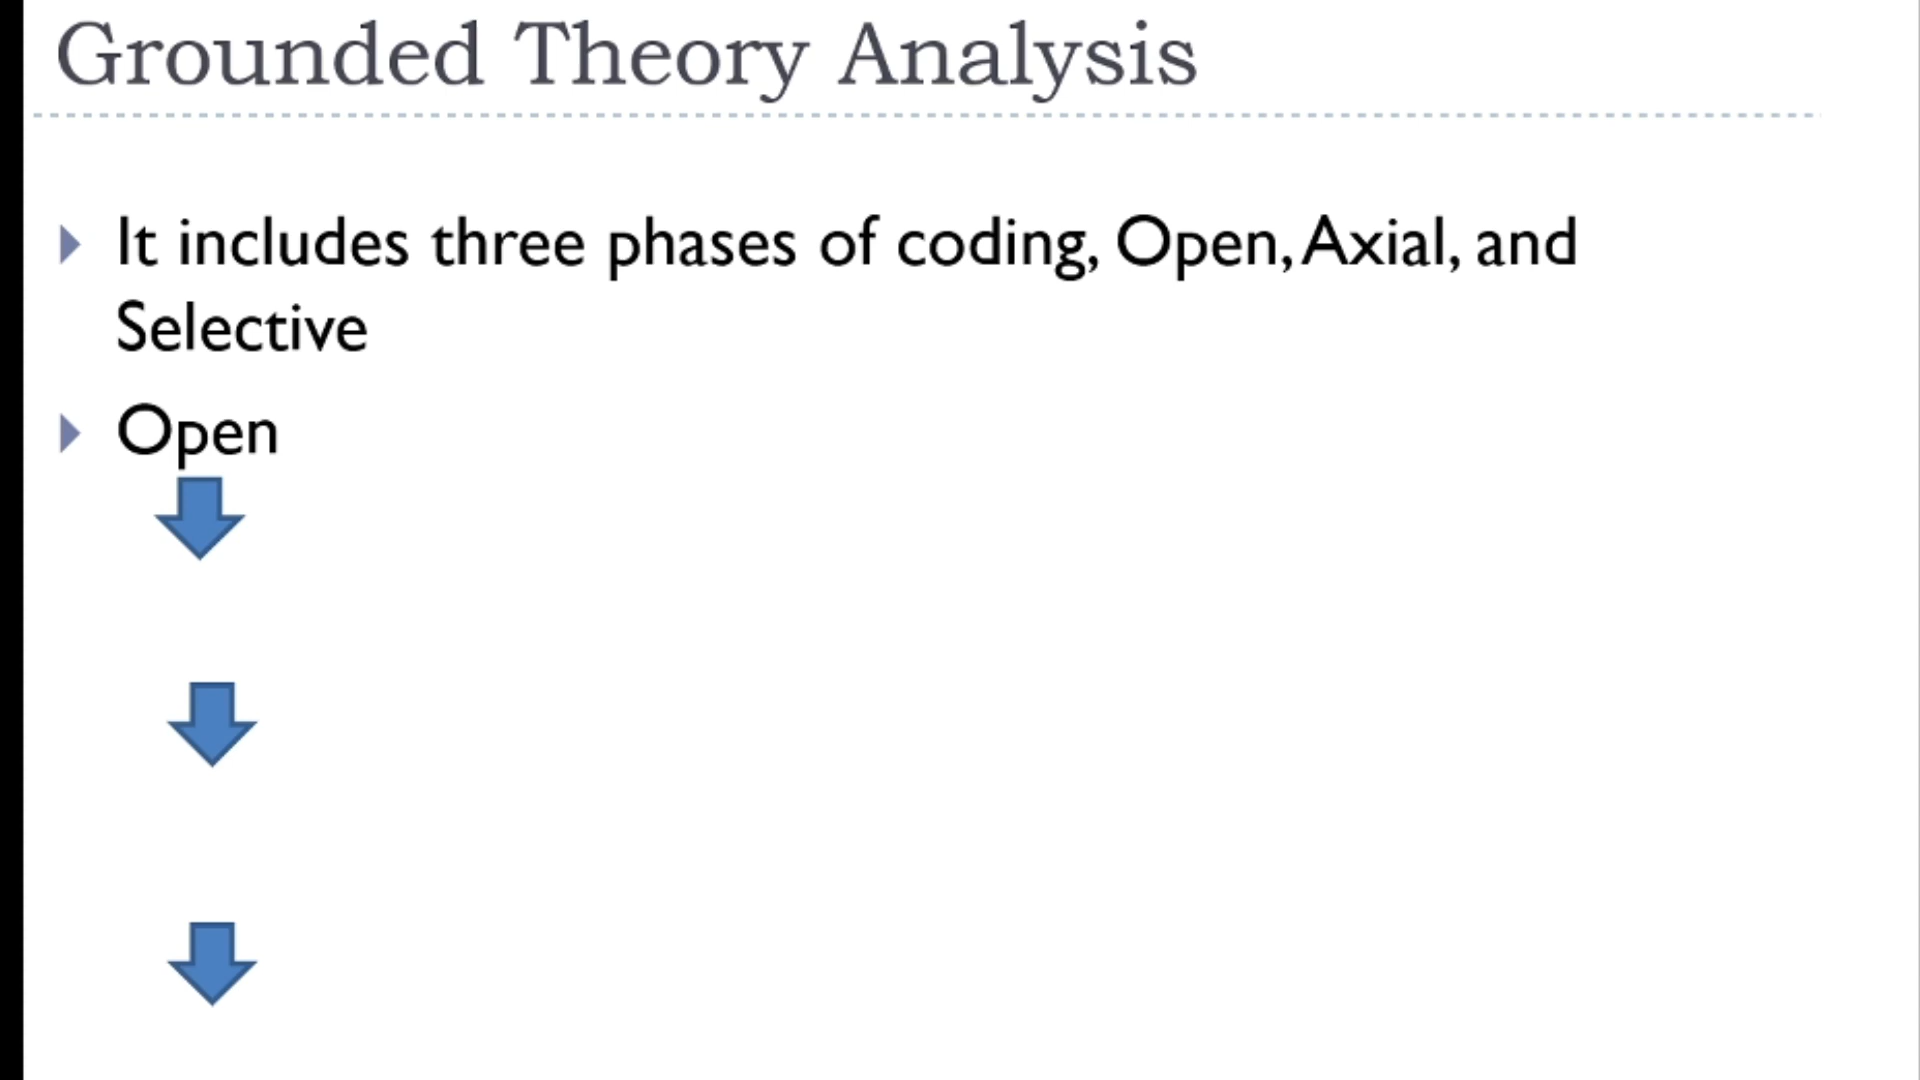 Grounded Theory Analysis
It includes three phases of coding, Open, Axial, and
Selective
Open